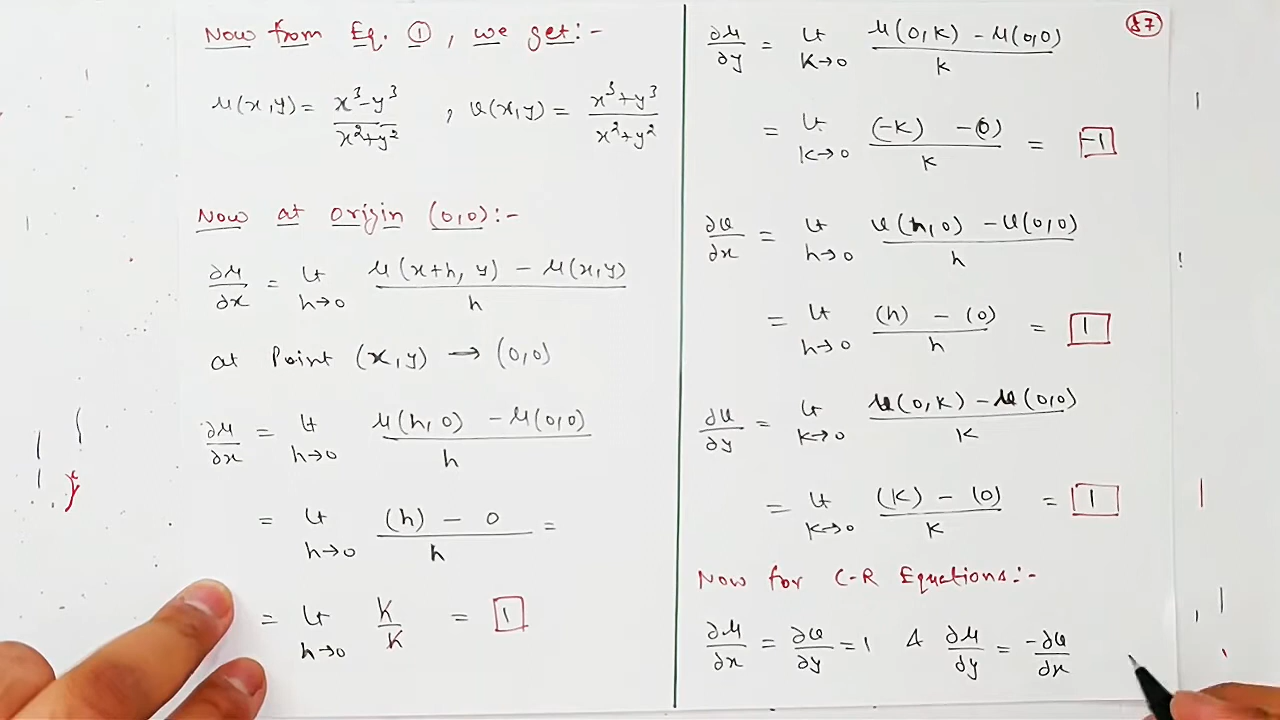 Now from Eq. ①, we get:-
u(x,y) = x³-y³ / x²+y² , v(x,y) = x³+y³ / x²+y²
Now at origin (0,0):-
∂u/∂x = Lt h→0 u(x+h, y) - u(x,y) / h
at Point (x,y) → (0,0)
∂u/∂x = Lt h→0 u(h,0) - u(0,0) / h
= Lt h→0 (h) - 0 / h =
= Lt h→0 K/K = 1
57
∂u/∂y = Lt K→0 u(0,K) - u(0,0) / K
= Lt K→0 (-K) - (0) / K = -1
∂v/∂x = Lt h→0 v(h,0) - v(0,0) / h
= Lt h→0 (h) - (0) / h = 1
∂v/∂y = Lt K→0 v(0,K) - v(0,0) / K
= Lt K→0 (K) - (0) / K = 1
Now for C-R Equations:-
∂u/∂x = ∂v/∂y = 1 & ∂u/∂y = -∂v/∂x